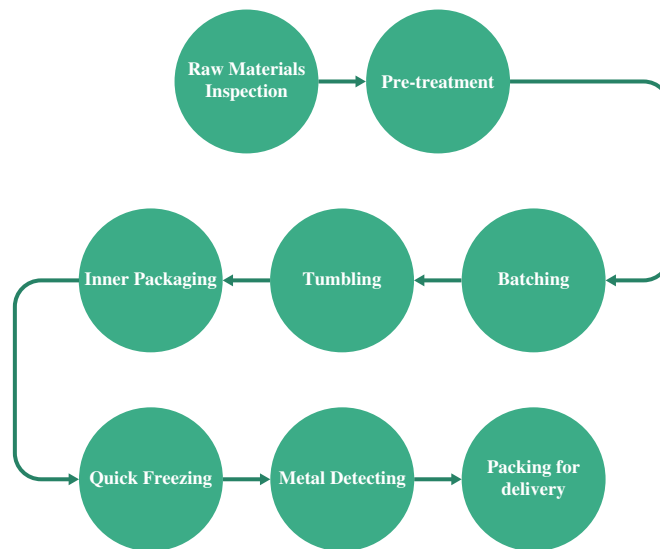 Raw Materials
Inspection
Pre-treatment
Batching
Tumbling
Inner Packaging
Quick Freezing
Metal Detecting
Packing for
delivery